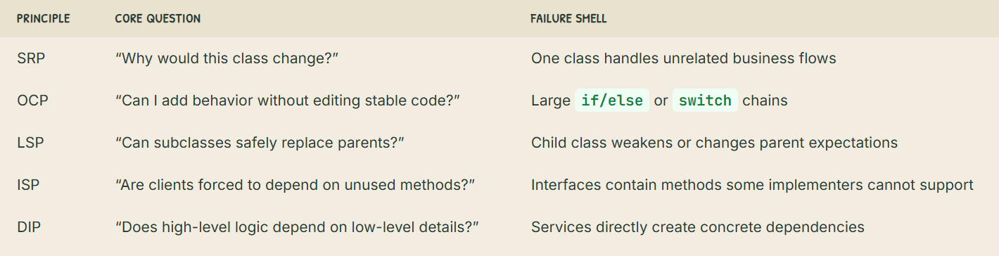 PRINCIPLE CORE QUESTION FAILURE SMELL
SRP “Why would this class change?” One class handles unrelated business flows
OCP “Can I add behavior without editing stable code?” Large if/else or switch chains
LSP “Can subclasses safely replace parents?” Child class weakens or changes parent expectations
ISP “Are clients forced to depend on unused methods?” Interfaces contain methods some implementers cannot support
DIP “Does high-level logic depend on low-level details?” Services directly create concrete dependencies